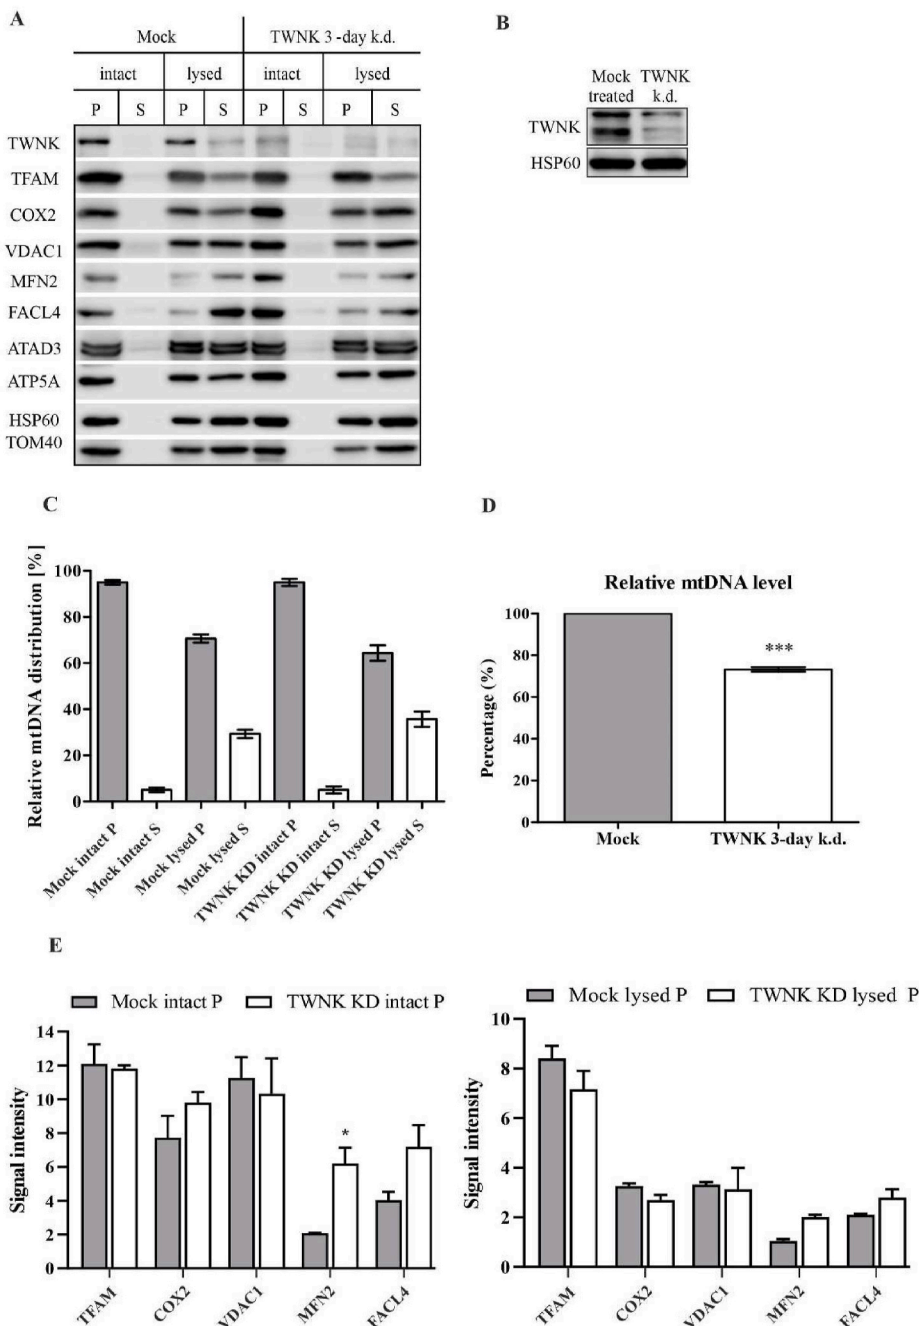 A
Mock TWNK 3 -day k.d.
intact lysed intact lysed
P S P S P S P S
TWNK
TFAM
COX2
VDAC1
MFN2
FACL4
ATAD3
ATP5A
HSP60
TOM40
B
Mock TWNK
treated k.d.
TWNK
HSP60
C
Relative mtDNA distribution [%]
100
80
60
40
20
0
Mock intact P
Mock intact S
Mock lysed P
Mock lysed S
TWNK KD intact P
TWNK KD intact S
TWNK KD lysed P
TWNK KD lysed S
D
Relative mtDNA level
Percentage (%)
100
80
60
40
20
0
***
Mock TWNK 3-day k.d.
E
Mock intact P TWNK KD intact P
Signal intensity
14
12
10
8
6
4
2
0
*
TFAM
COX2
VDAC1
MFN2
FACL4
Mock lysed P TWNK KD lysed P
Signal intensity
10
8
6
4
2
0
TFAM
COX2
VDAC1
MFN2
FACL4